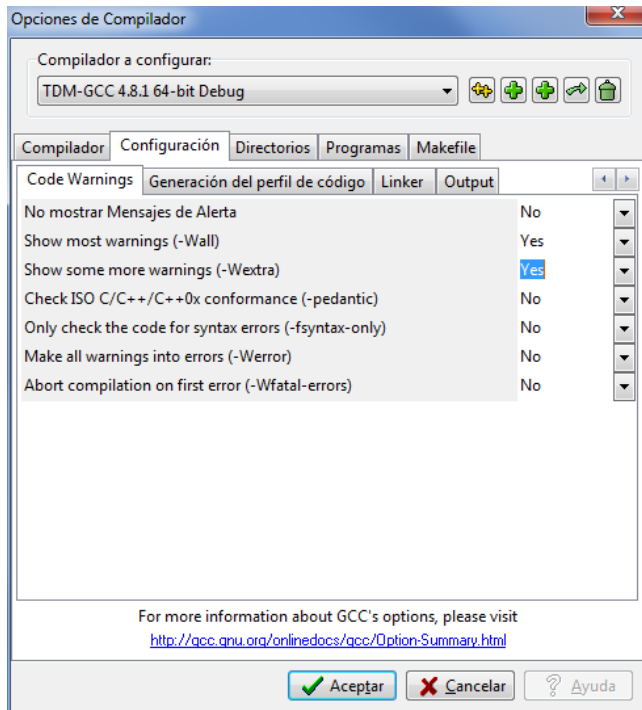 Opciones de Compilador
Compilador a configurar:
TDM-GCC 4.8.1 64-bit Debug
Compilador Configuración Directorios Programas Makefile
Code Warnings Generación del perfil de código Linker Output
No mostrar Mensajes de Alerta No
Show most warnings (-Wall) Yes
Show some more warnings (-Wextra) Yes
Check ISO C/C++/C++0x conformance (-pedantic) No
Only check the code for syntax errors (-fsyntax-only) No
Make all warnings into errors (-Werror) No
Abort compilation on first error (-Wfatal-errors) No
For more information about GCC's options, please visit
http://gcc.gnu.org/onlinedocs/gcc/Option-Summary.html
Aceptar Cancelar Ayuda